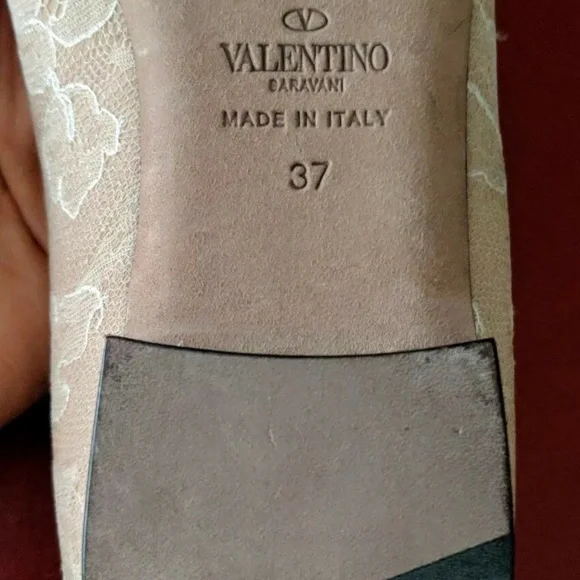 V
VALENTINO
GARAVANI
MADE IN ITALY
37